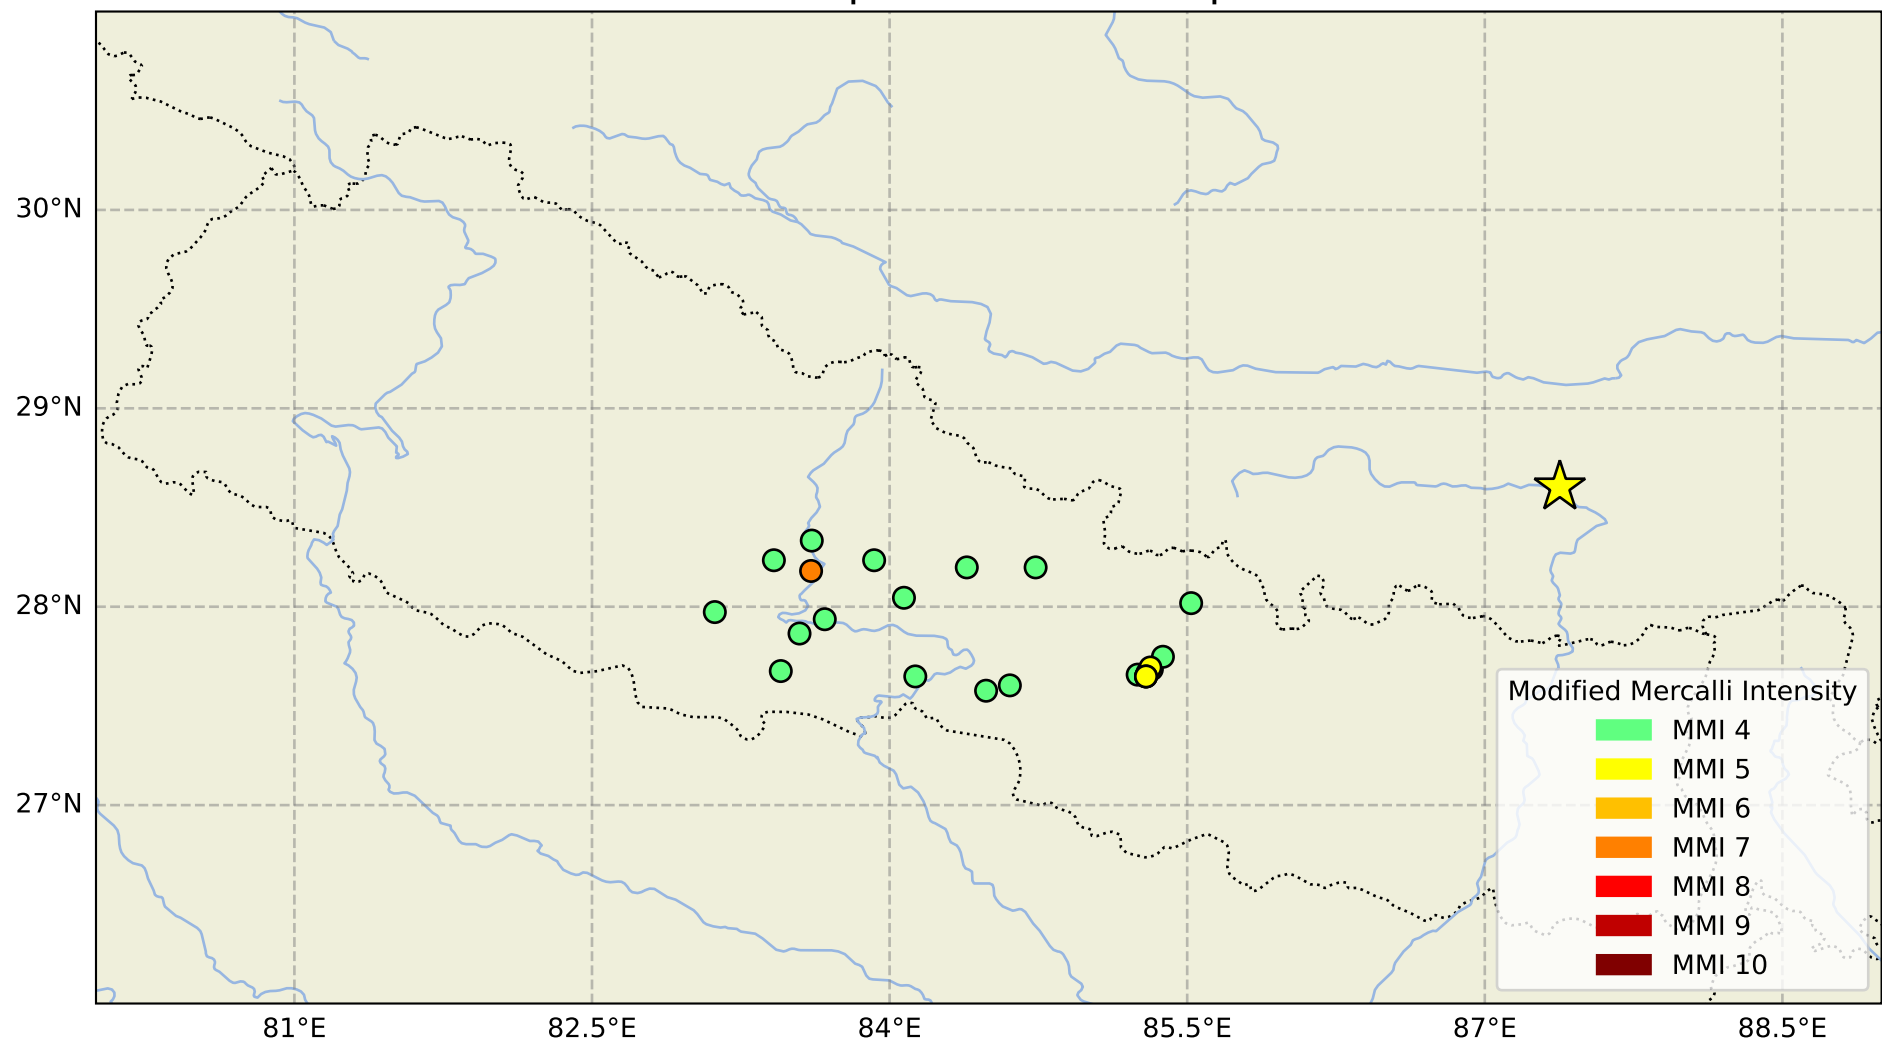 30°N
29°N
28°N
27°N
Modified Mercalli Intensity
MMI 4
MMI 5
MMI 6
MMI 7
MMI 8
MMI 9
MMI 10
81°E 82.5°E 84°E 85.5°E 87°E 88.5°E